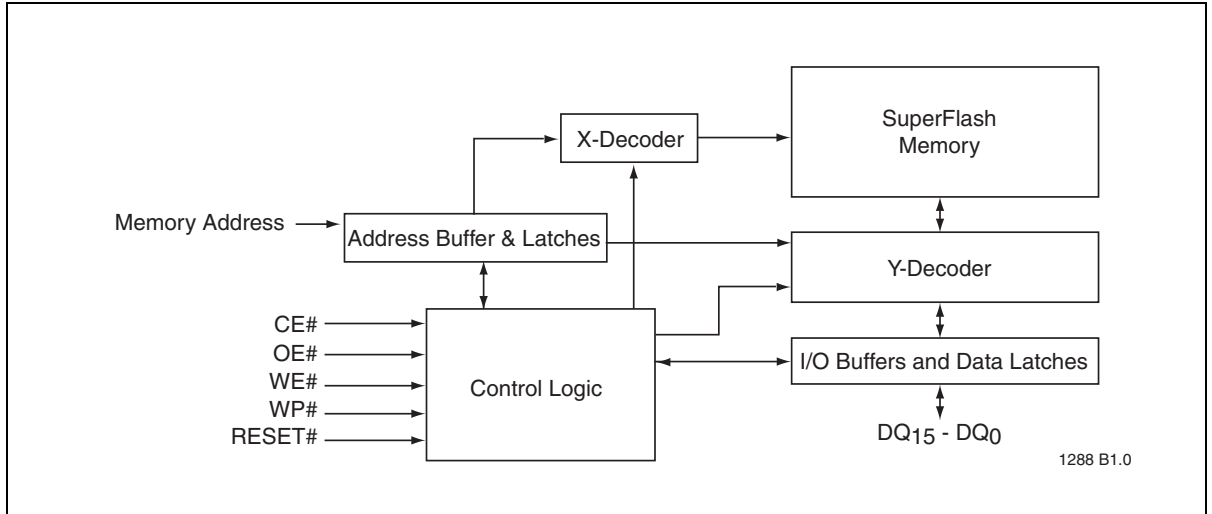 SuperFlash
Memory
X-Decoder
Memory Address
Address Buffer & Latches
Y-Decoder
CE#
OE#
WE#
WP#
RESET#
Control Logic
I/O Buffers and Data Latches
DQ15 - DQ0
1288 B1.0